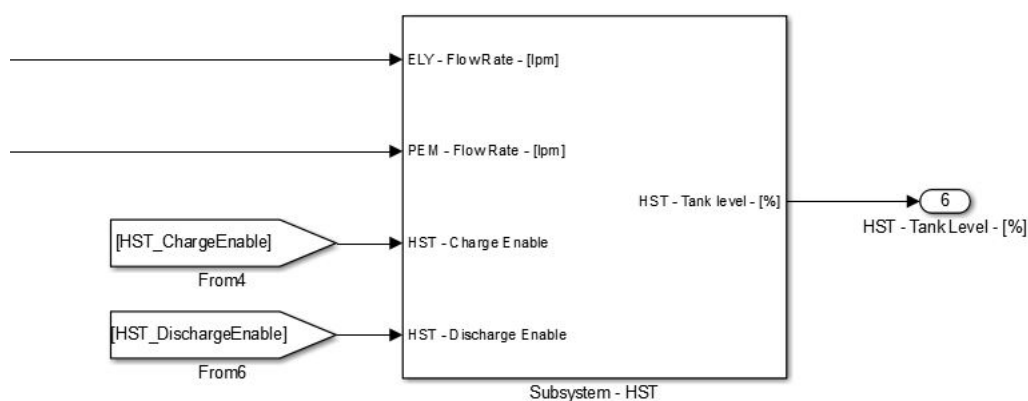 ELY - FlowRate - [lpm]
PEM - FlowRate - [lpm]
HST - Tank level - [%]
6
HST - Tank Level - [%]
[HST_ChargeEnable]
HST - Charge Enable
From4
[HST_DischargeEnable]
HST - Discharge Enable
From6
Subsystem - HST